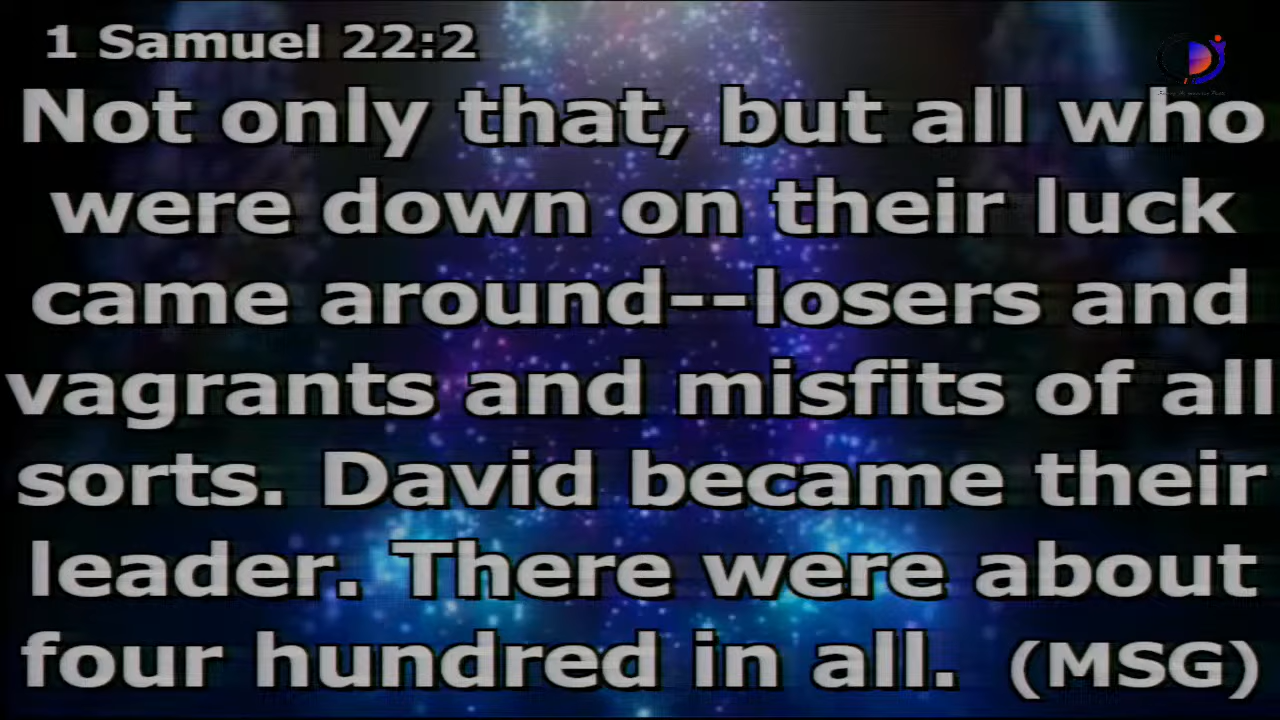 1 Samuel 22:2
Not only that, but all who
were down on their luck
came around--losers and
vagrants and misfits of all
sorts. David became their
leader. There were about
four hundred in all. (MSG)